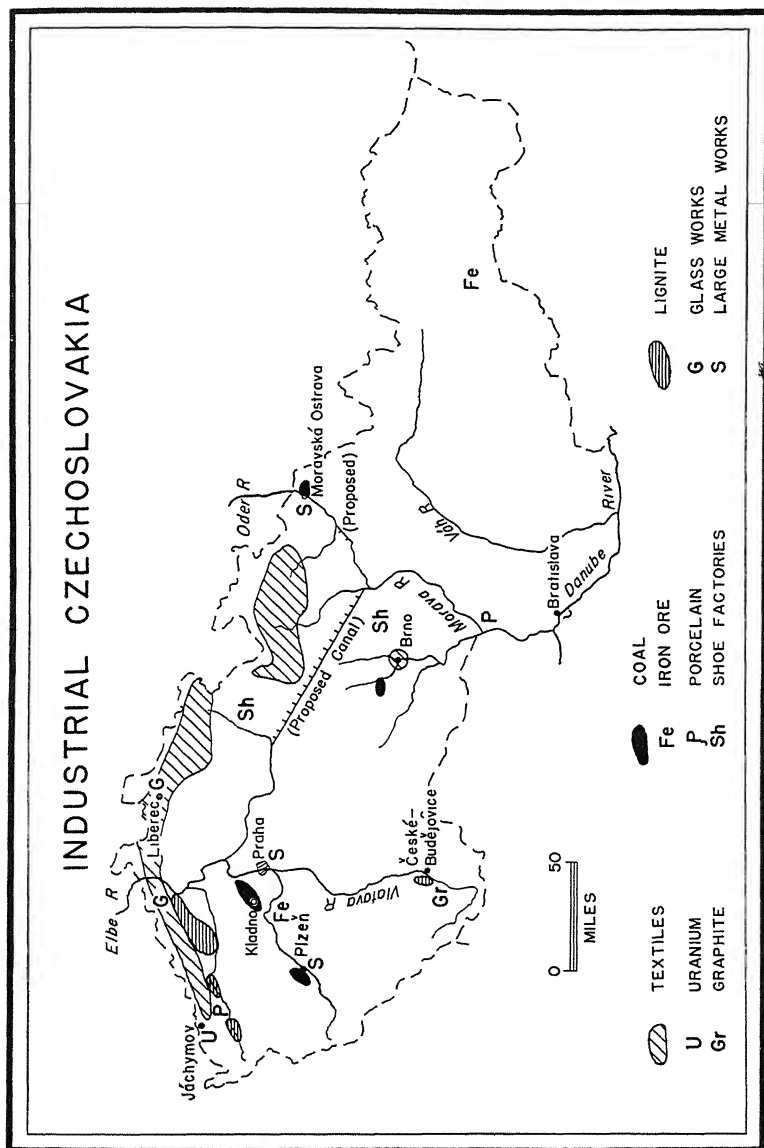 INDUSTRIAL CZECHOSLOVAKIA
Elbe R
Oder R
Jáchymov
U
P
G
Liberec
G
Sh
S
Moravská Ostrava
(Proposed)
Kladno
Praha
S
Fe
Plzeň
S
(Proposed Canal)
Sh
Brno
Morava R
Váh R
Fe
Vlatava R
České-
Budějovice
Gr
P
Bratislava
Danube River
0 50
MILES
TEXTILES
COAL
LIGNITE
U URANIUM
Fe IRON ORE
G GLASS WORKS
Gr GRAPHITE
P PORCELAIN
S LARGE METAL WORKS
Sh SHOE FACTORIES